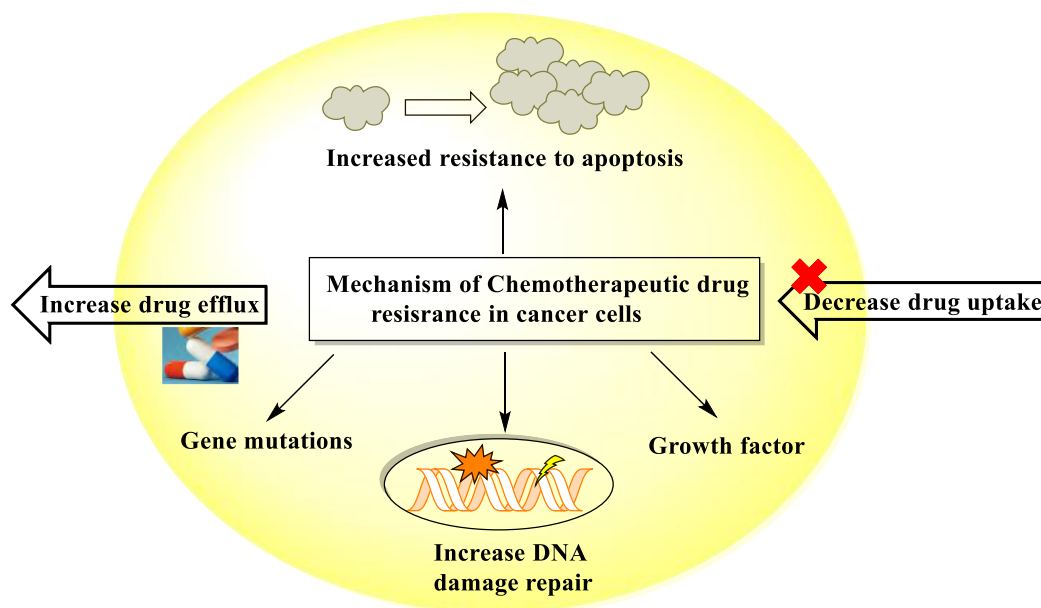 Increased resistance to apoptosis
Mechanism of Chemotherapeutic drug
resisrance in cancer cells
Increase drug efflux
Decrease drug uptake
Gene mutations
Growth factor
Increase DNA
damage repair